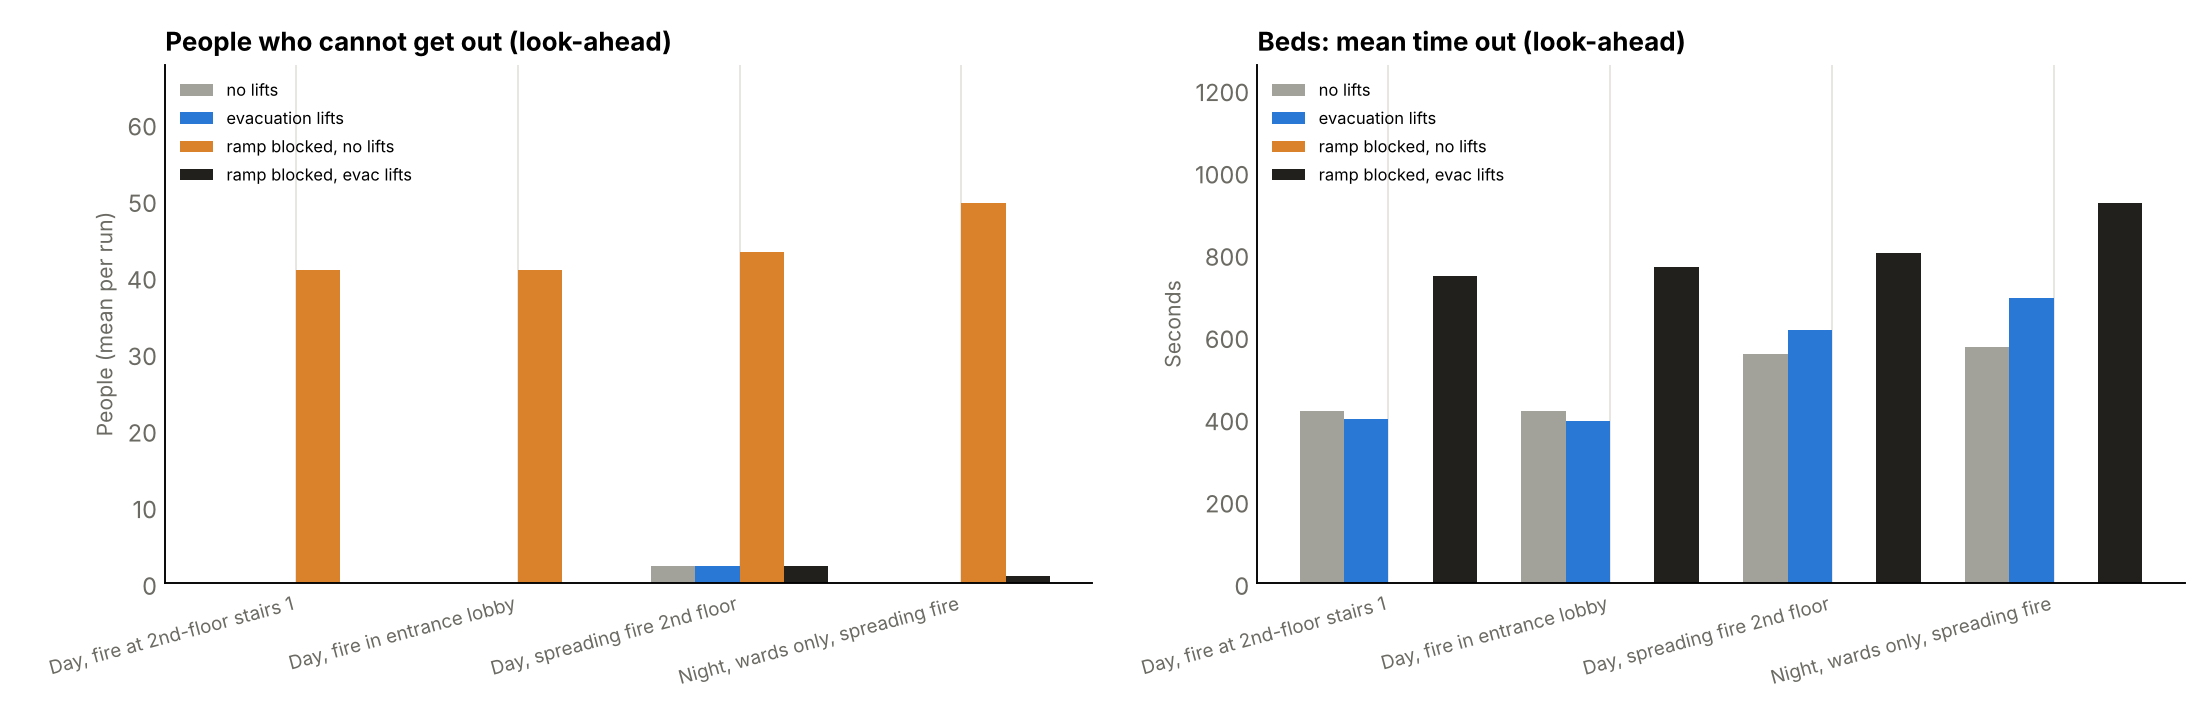 People who cannot get out (look-ahead)
no lifts
evacuation lifts
ramp blocked, no lifts
ramp blocked, evac lifts
People (mean per run)
60
50
40
30
20
10
0
Day, fire at 2nd-floor stairs 1
Day, fire in entrance lobby
Day, spreading fire 2nd floor
Night, wards only, spreading fire
Beds: mean time out (look-ahead)
no lifts
evacuation lifts
ramp blocked, no lifts
ramp blocked, evac lifts
Seconds
1200
1000
800
600
400
200
0
Day, fire at 2nd-floor stairs 1
Day, fire in entrance lobby
Day, spreading fire 2nd floor
Night, wards only, spreading fire